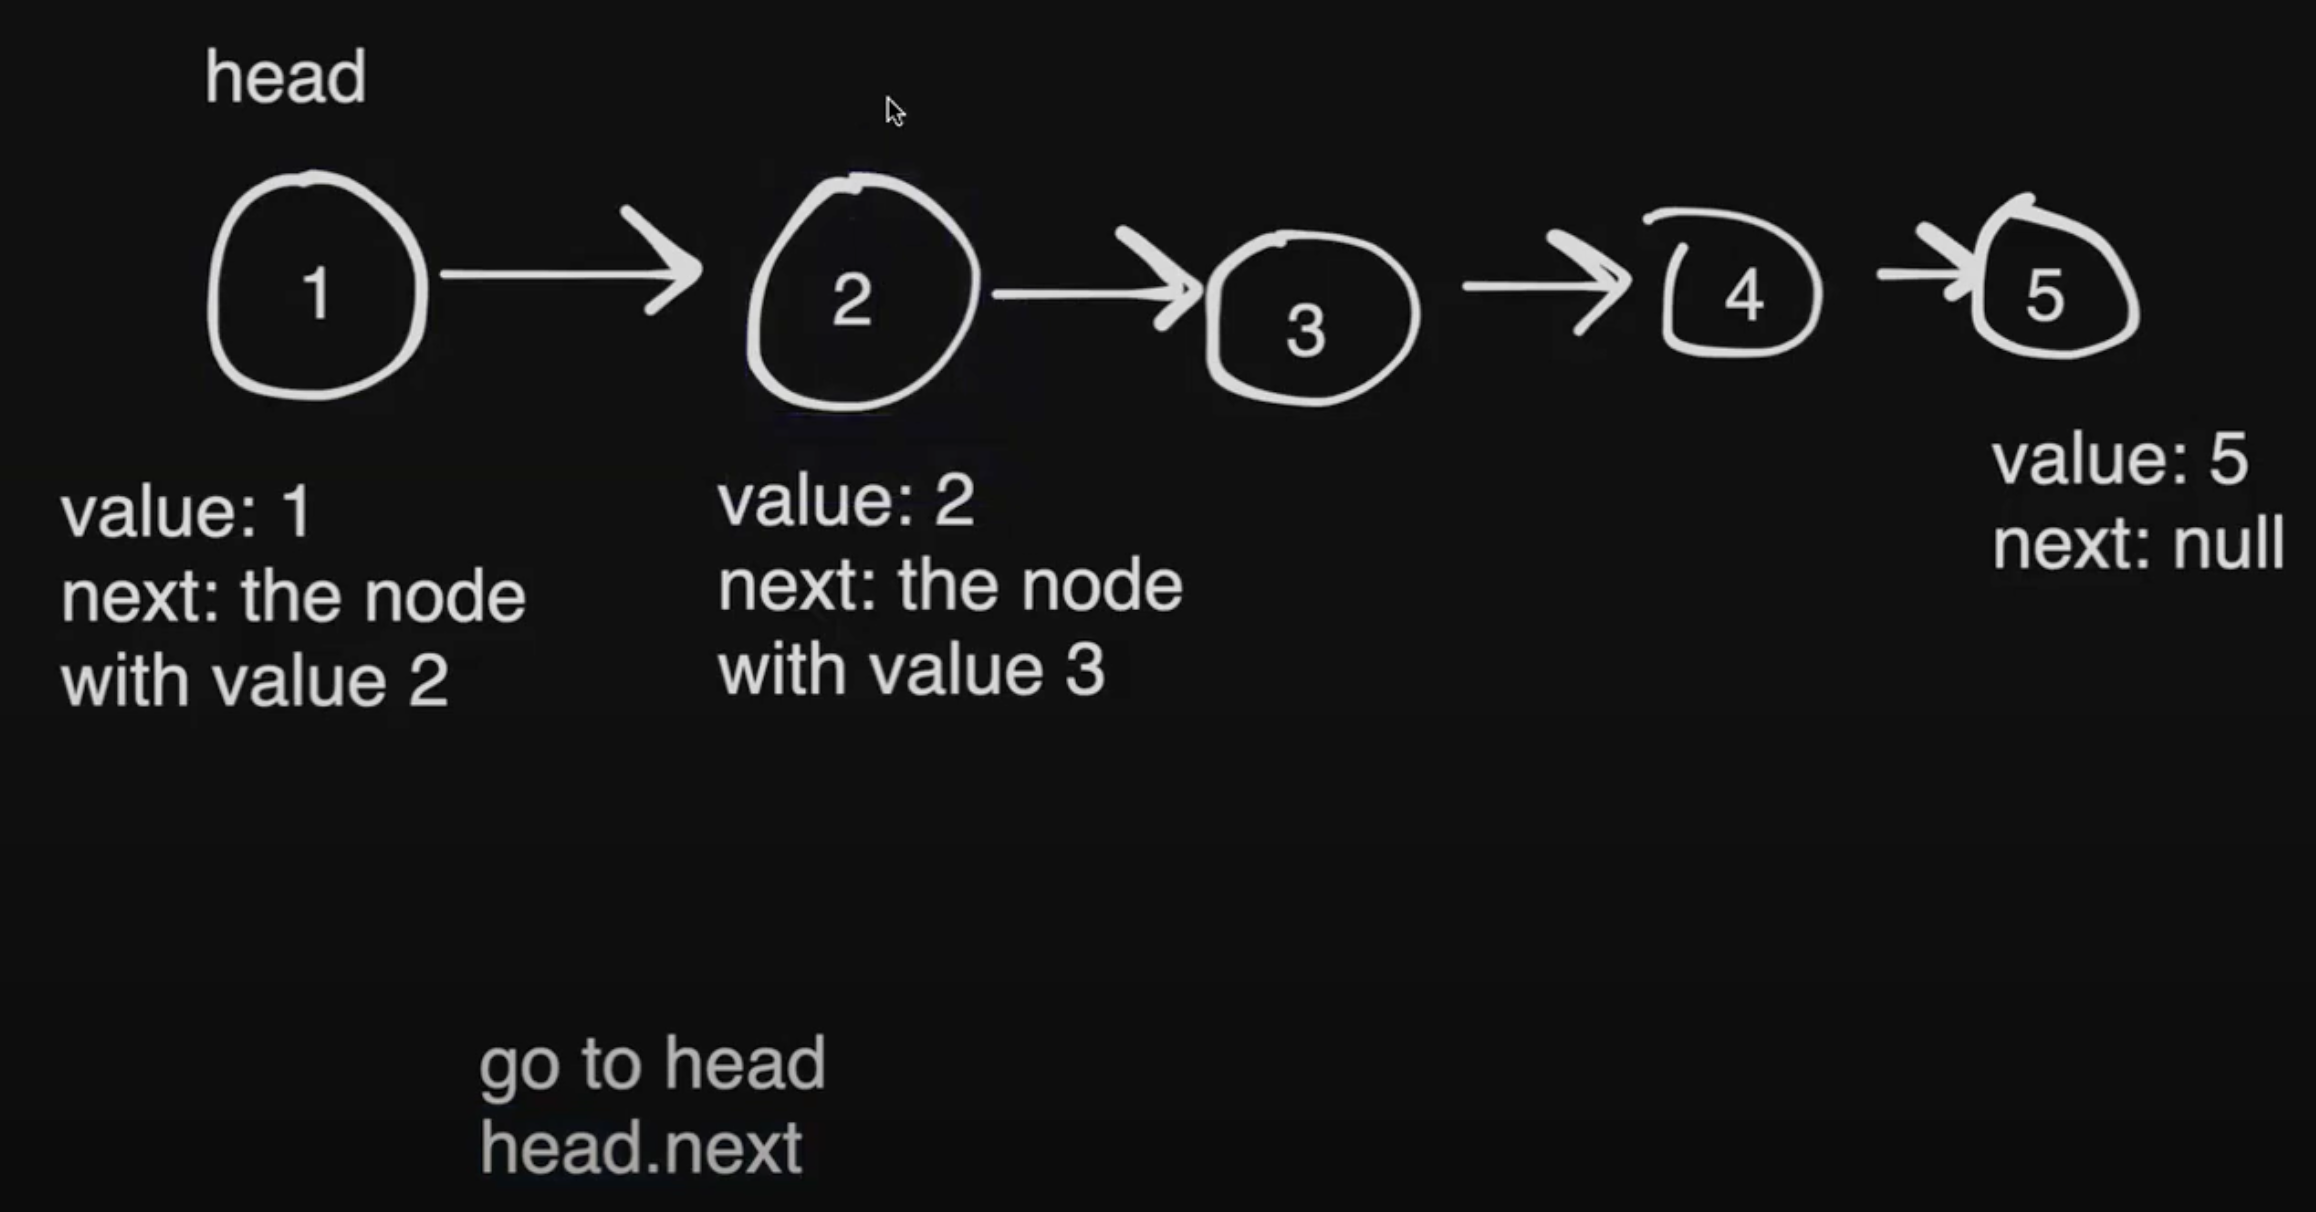 head
1
2
3
4
5
value: 1
next: the node
with value 2
value: 2
next: the node
with value 3
value: 5
next: null
go to head
head.next